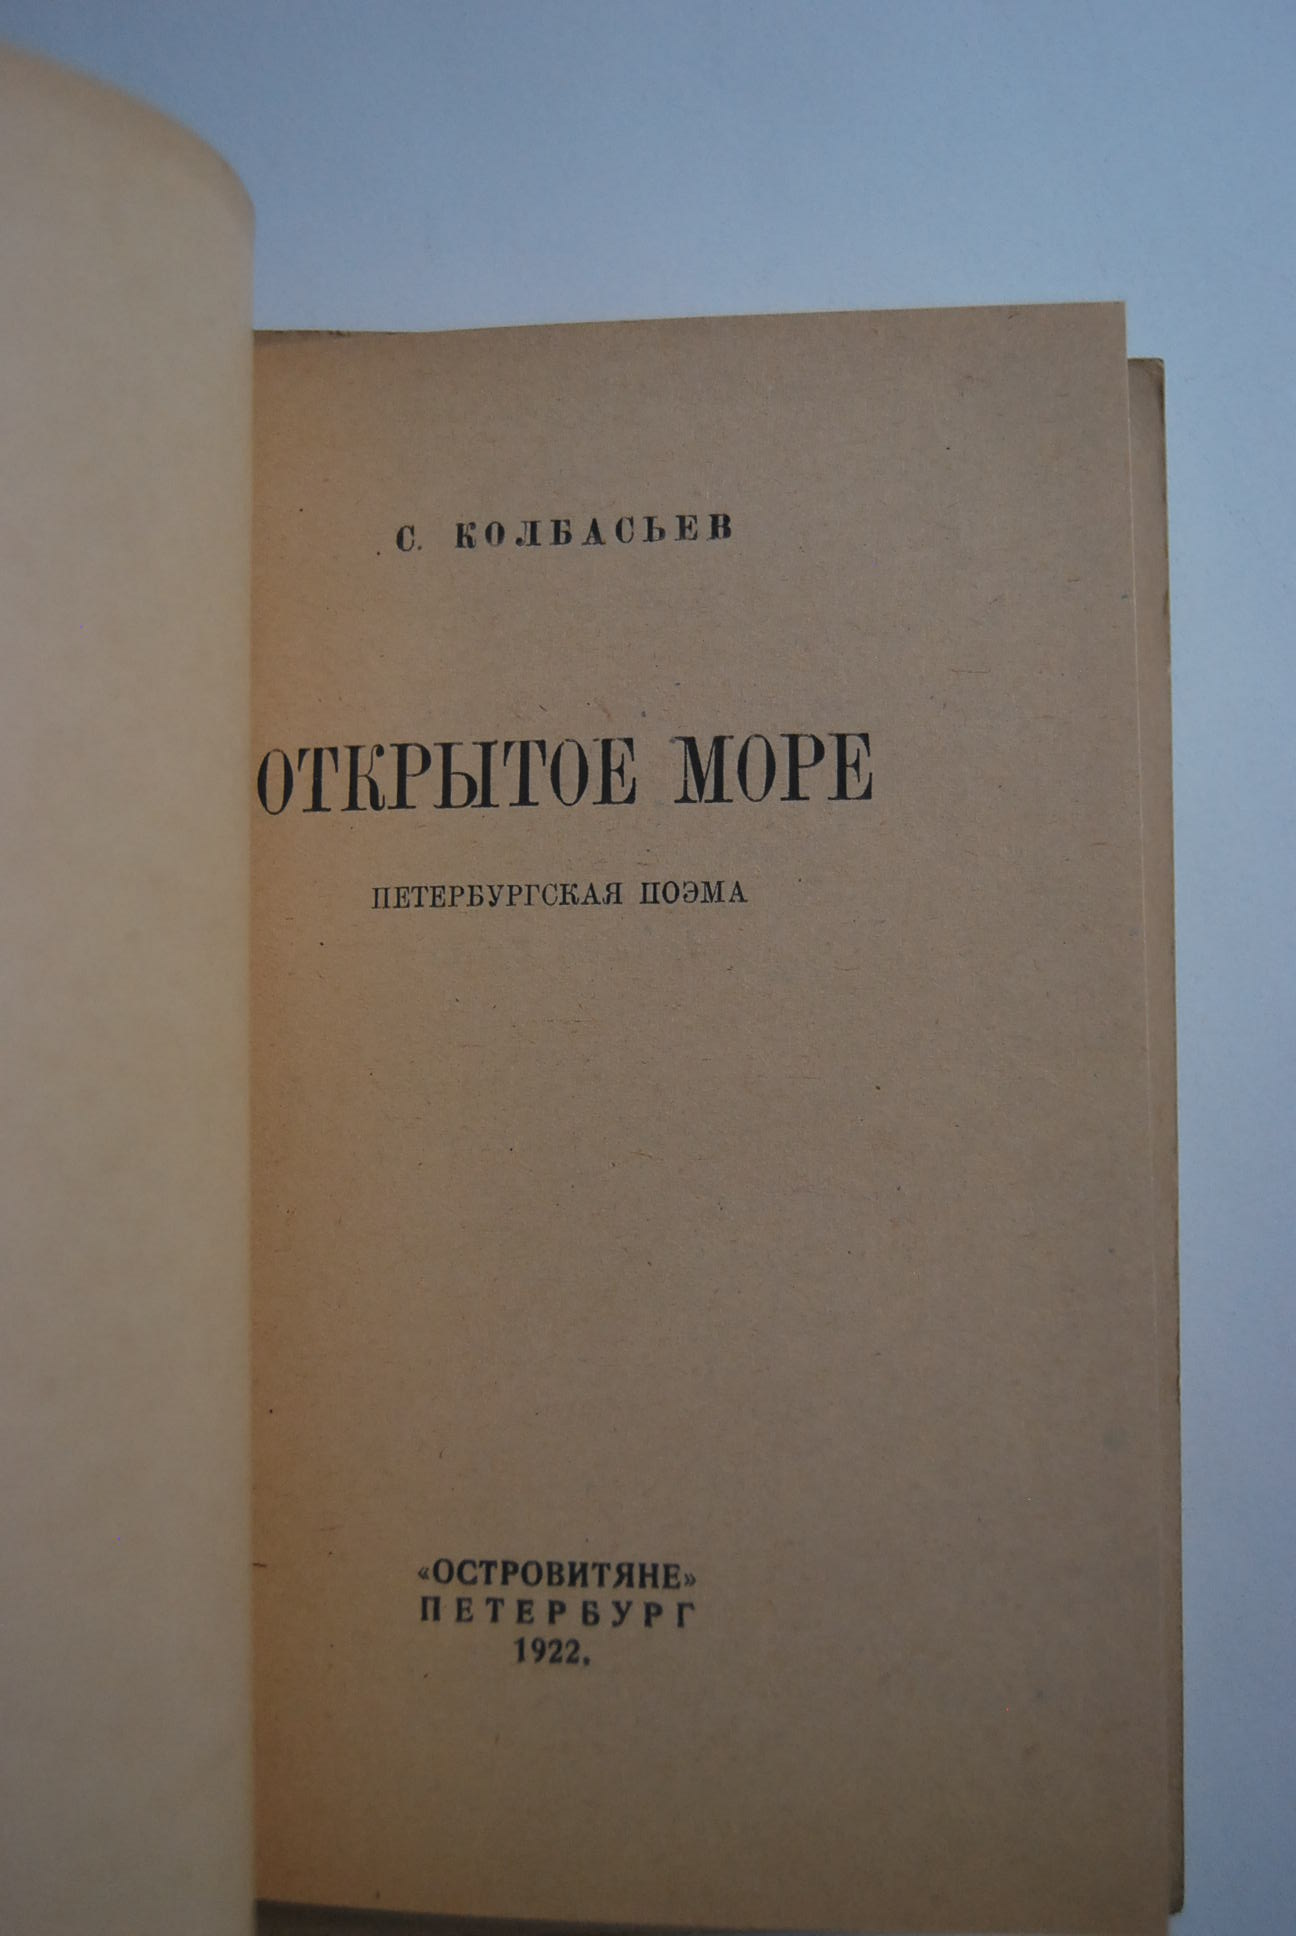 С. КОЛБАСЬЕВ
ОТКРЫТОЕ МОРЕ
ПЕТЕРБУРГСКАЯ ПОЭМА
«ОСТРОВИТЯНЕ»
ПЕТЕРБУРГ
1922.